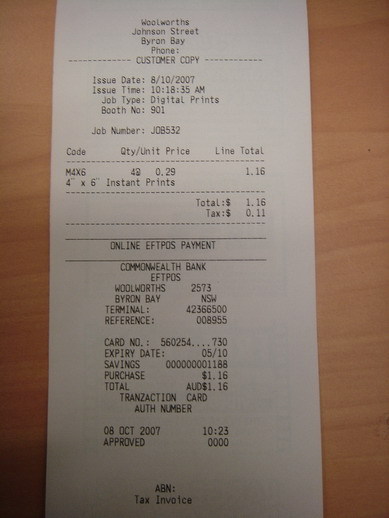 Woolworths
Johnson Street
Byron Bay
Phone:
------------- CUSTOMER COPY -------------
Issue Date: 8/10/2007
Issue Time: 10:18:35 AM
Job Type: Digital Prints
Booth No: 901
Job Number: JOB532
Code Qty/Unit Price Line Total
M4X6 4@ 0.29 1.16
4" x 6" Instant Prints
Total:$ 1.16
Tax:$ 0.11
ONLINE EFTPOS PAYMENT
COMMONWEALTH BANK
EFTPOS
WOOLWORTHS 2573
BYRON BAY NSW
TERMINAL: 42366500
REFERENCE: 008955
CARD NO.: 560254....730
EXPIRY DATE: 05/10
SAVINGS 000000001188
PURCHASE $1.16
TOTAL AUD$1.16
TRANZACTION CARD
AUTH NUMBER
08 OCT 2007 10:23
APPROVED 0000
ABN:
Tax Invoice